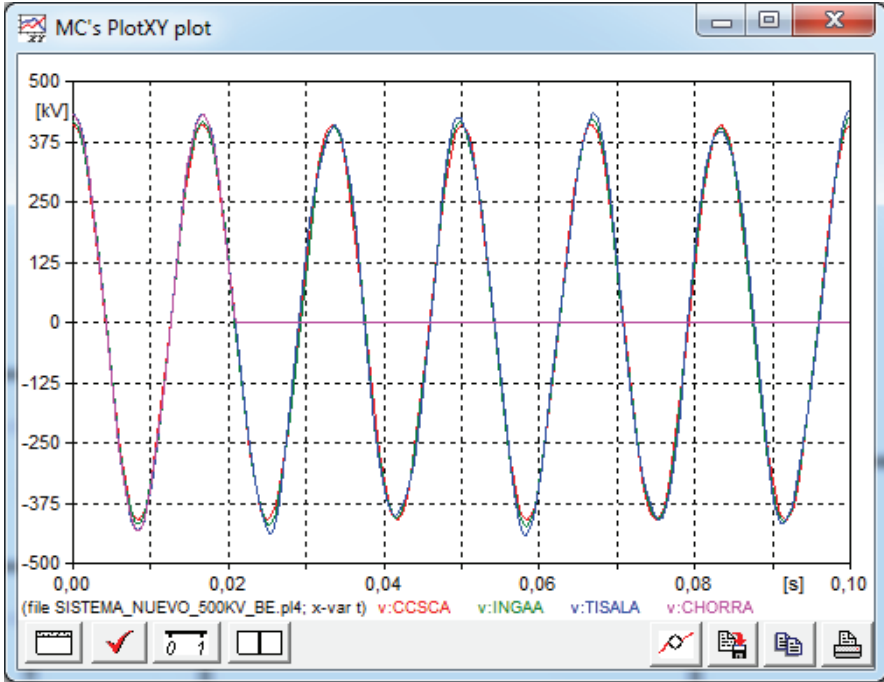 MC's PlotXY plot
500
[kV]
375
250
125
0
-125
-250
-375
-500
0,00 0,02 0,04 0,06 0,08 [s] 0,10
(file SISTEMA_NUEVO_500KV_BE.pl4; x-var t) v:CCSCA v:INGAA v:TISALA v:CHORRA
0 1